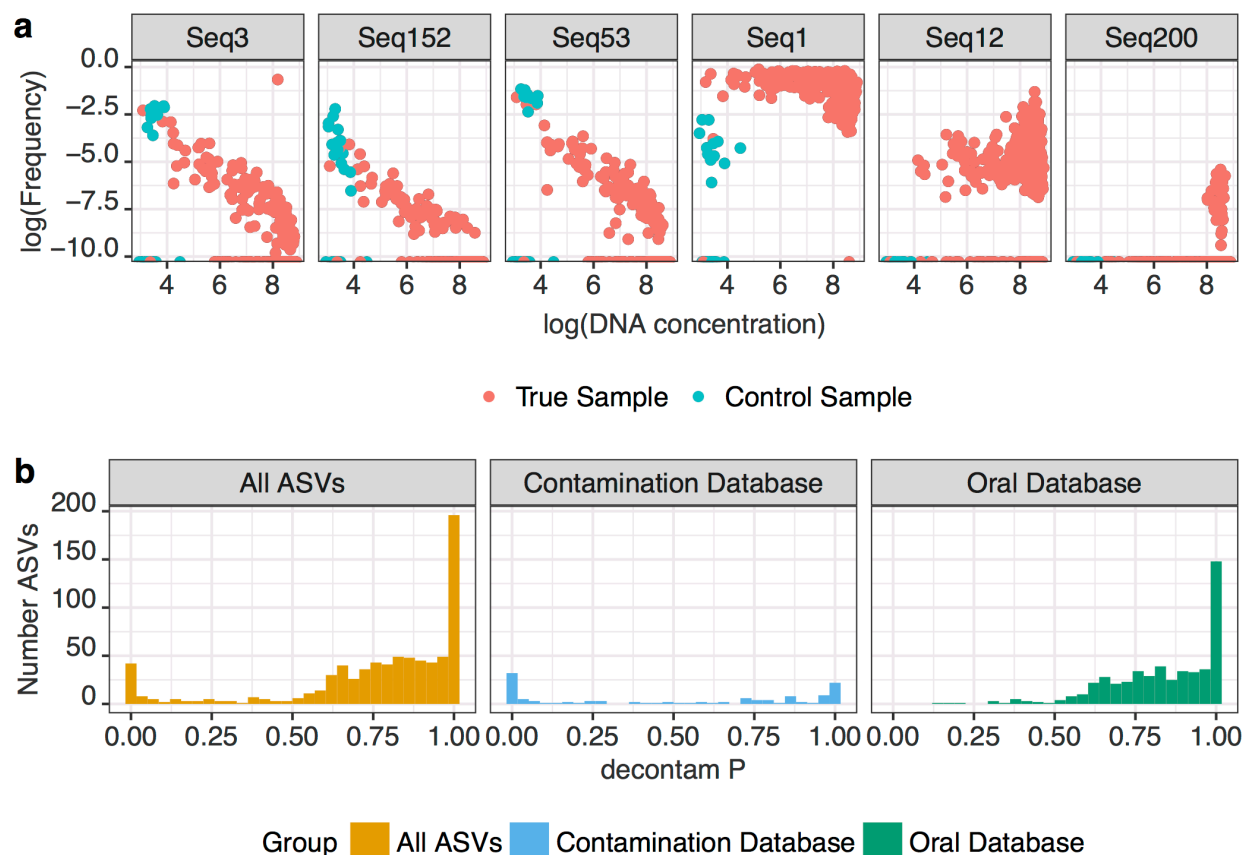 a
Seq3 Seq152 Seq53 Seq1 Seq12 Seq200
log(Frequency)
0.0
−2.5
−5.0
−7.5
−10.0
4 6 8 4 6 8 4 6 8 4 6 8 4 6 8 4 6 8
log(DNA concentration)
True Sample Control Sample
b
All ASVs Contamination Database Oral Database
Number ASVs
200
150
100
50
0
0.00 0.25 0.50 0.75 1.00 0.00 0.25 0.50 0.75 1.00 0.00 0.25 0.50 0.75 1.00
decontam P
Group All ASVs Contamination Database Oral Database